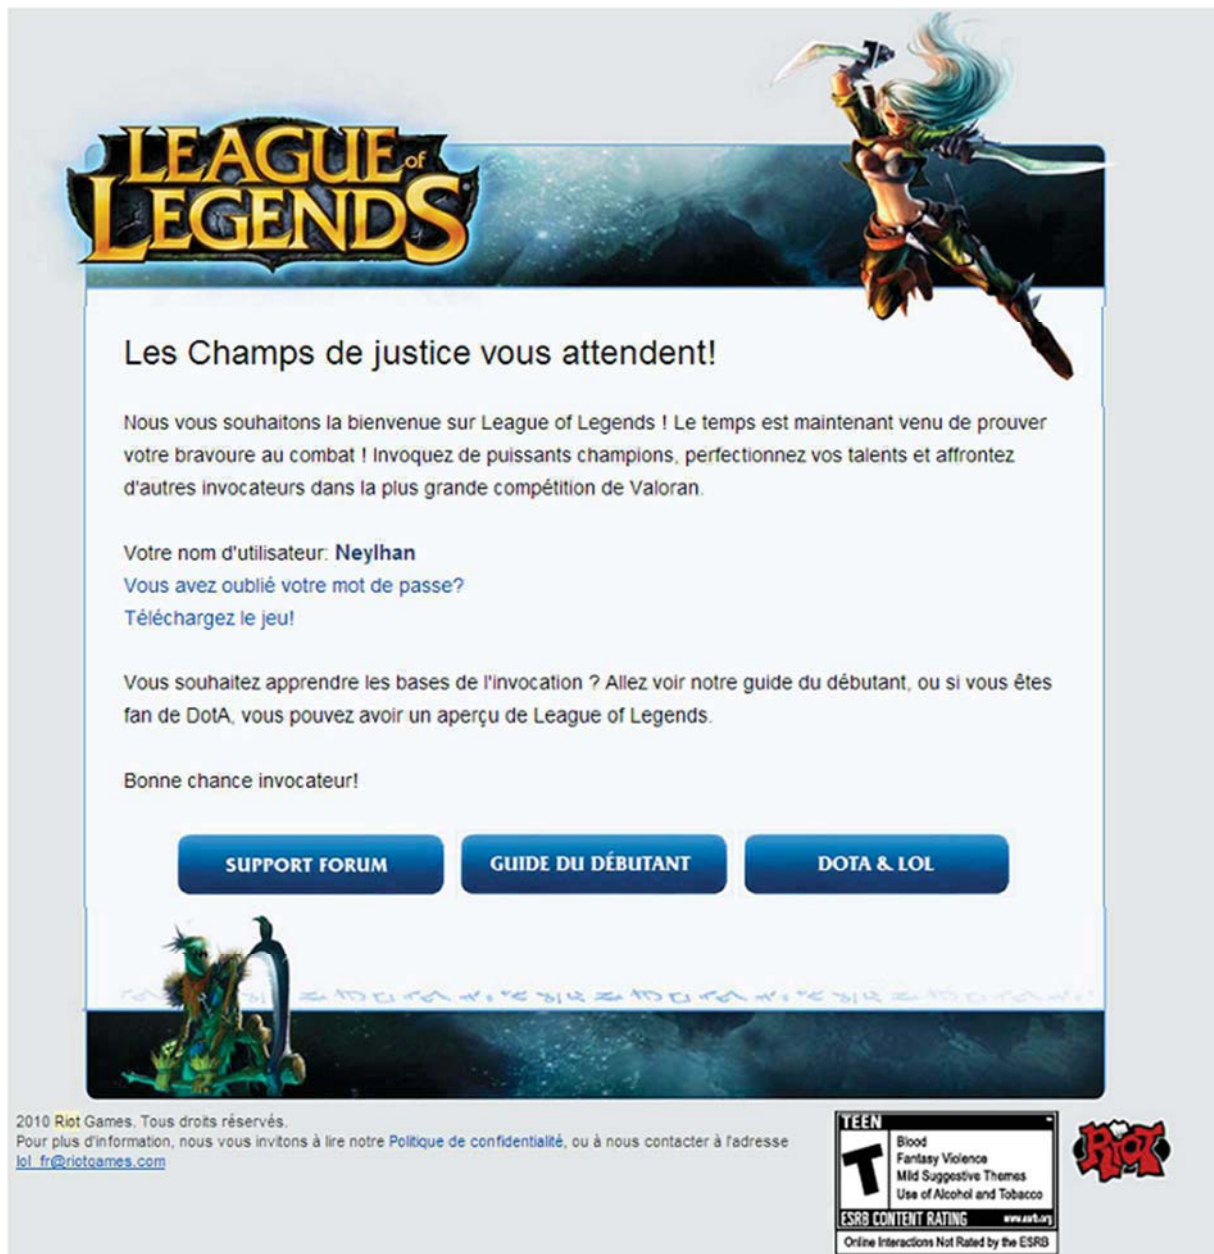 LEAGUE of
LEGENDS
Les Champs de justice vous attendent!
Nous vous souhaitons la bienvenue sur League of Legends ! Le temps est maintenant venu de prouver
votre bravoure au combat ! Invoquez de puissants champions, perfectionnez vos talents et affrontez
d'autres invocateurs dans la plus grande compétition de Valoran.
Votre nom d'utilisateur: Neylhan
Vous avez oublié votre mot de passe?
Téléchargez le jeu!
Vous souhaitez apprendre les bases de l'invocation ? Allez voir notre guide du débutant, ou si vous êtes
fan de DotA, vous pouvez avoir un aperçu de League of Legends.
Bonne chance invocateur!
SUPPORT FORUM
GUIDE DU DÉBUTANT
DOTA & LOL
2010 Riot Games. Tous droits réservés.
Pour plus d'information, nous vous invitons à lire notre Politique de confidentialité, ou à nous contacter à l'adresse
lol_fr@riotgames.com
TEEN
T
Blood
Fantasy Violence
Mild Suggestive Themes
Use of Alcohol and Tobacco
ESRB CONTENT RATING www.esrb.org
Online Interactions Not Rated by the ESRB
RIOT